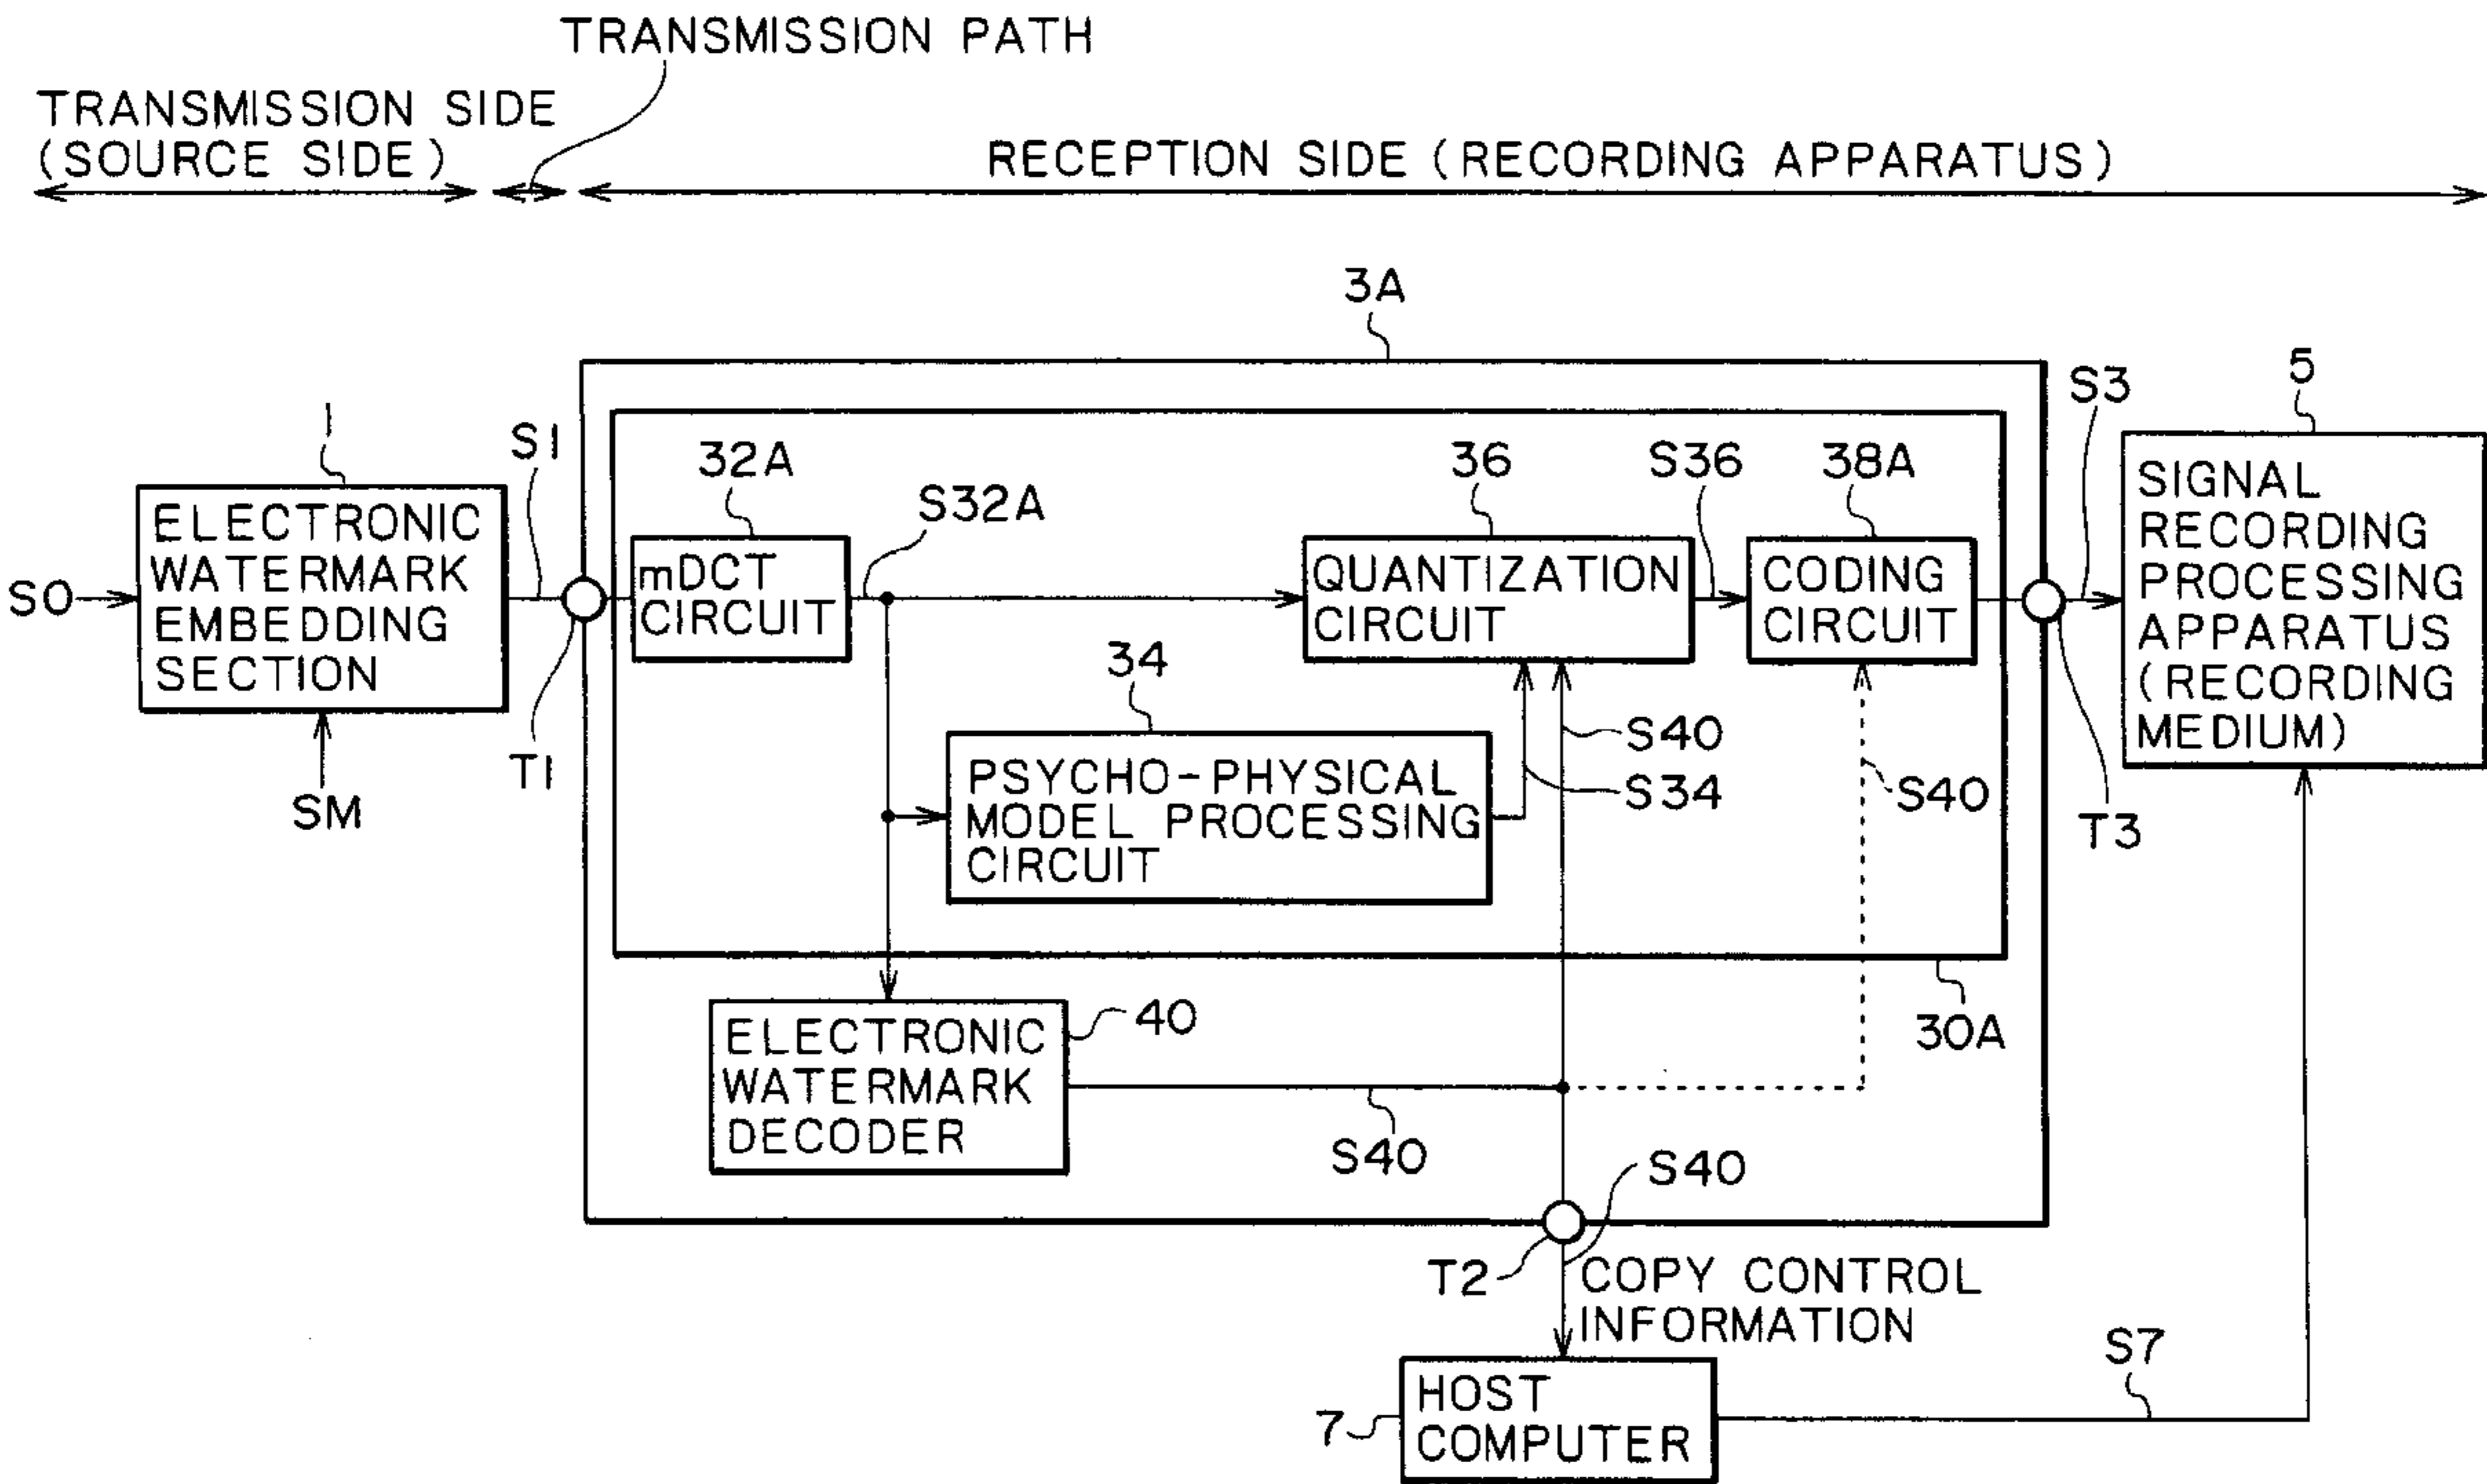 TRANSMISSION PATH
TRANSMISSION SIDE
(SOURCE SIDE)
RECEPTION SIDE (RECORDING APPARATUS)
3A
1
S1
32A
S32A
36
S36
38A
S3
5
S0
ELECTRONIC
WATERMARK
EMBEDDING
SECTION
mDCT
CIRCUIT
QUANTIZATION
CIRCUIT
CODING
CIRCUIT
SIGNAL
RECORDING
PROCESSING
APPARATUS
(RECORDING
MEDIUM)
T1
SM
34
PSYCHO-PHYSICAL
MODEL PROCESSING
CIRCUIT
S40
S34
S40
T3
30A
ELECTRONIC
WATERMARK
DECODER
40
S40
S40
T2
COPY CONTROL
INFORMATION
7
HOST
COMPUTER
S7